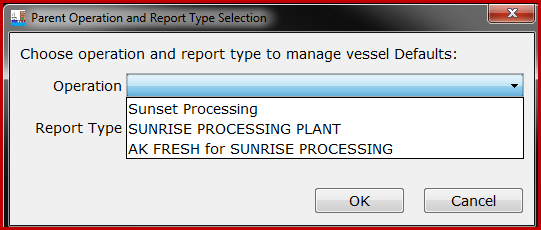 Parent Operation and Report Type Selection
Choose operation and report type to manage vessel Defaults:
Operation
Sunset Processing
Report Type
SUNRISE PROCESSING PLANT
AK FRESH for SUNRISE PROCESSING
OK
Cancel